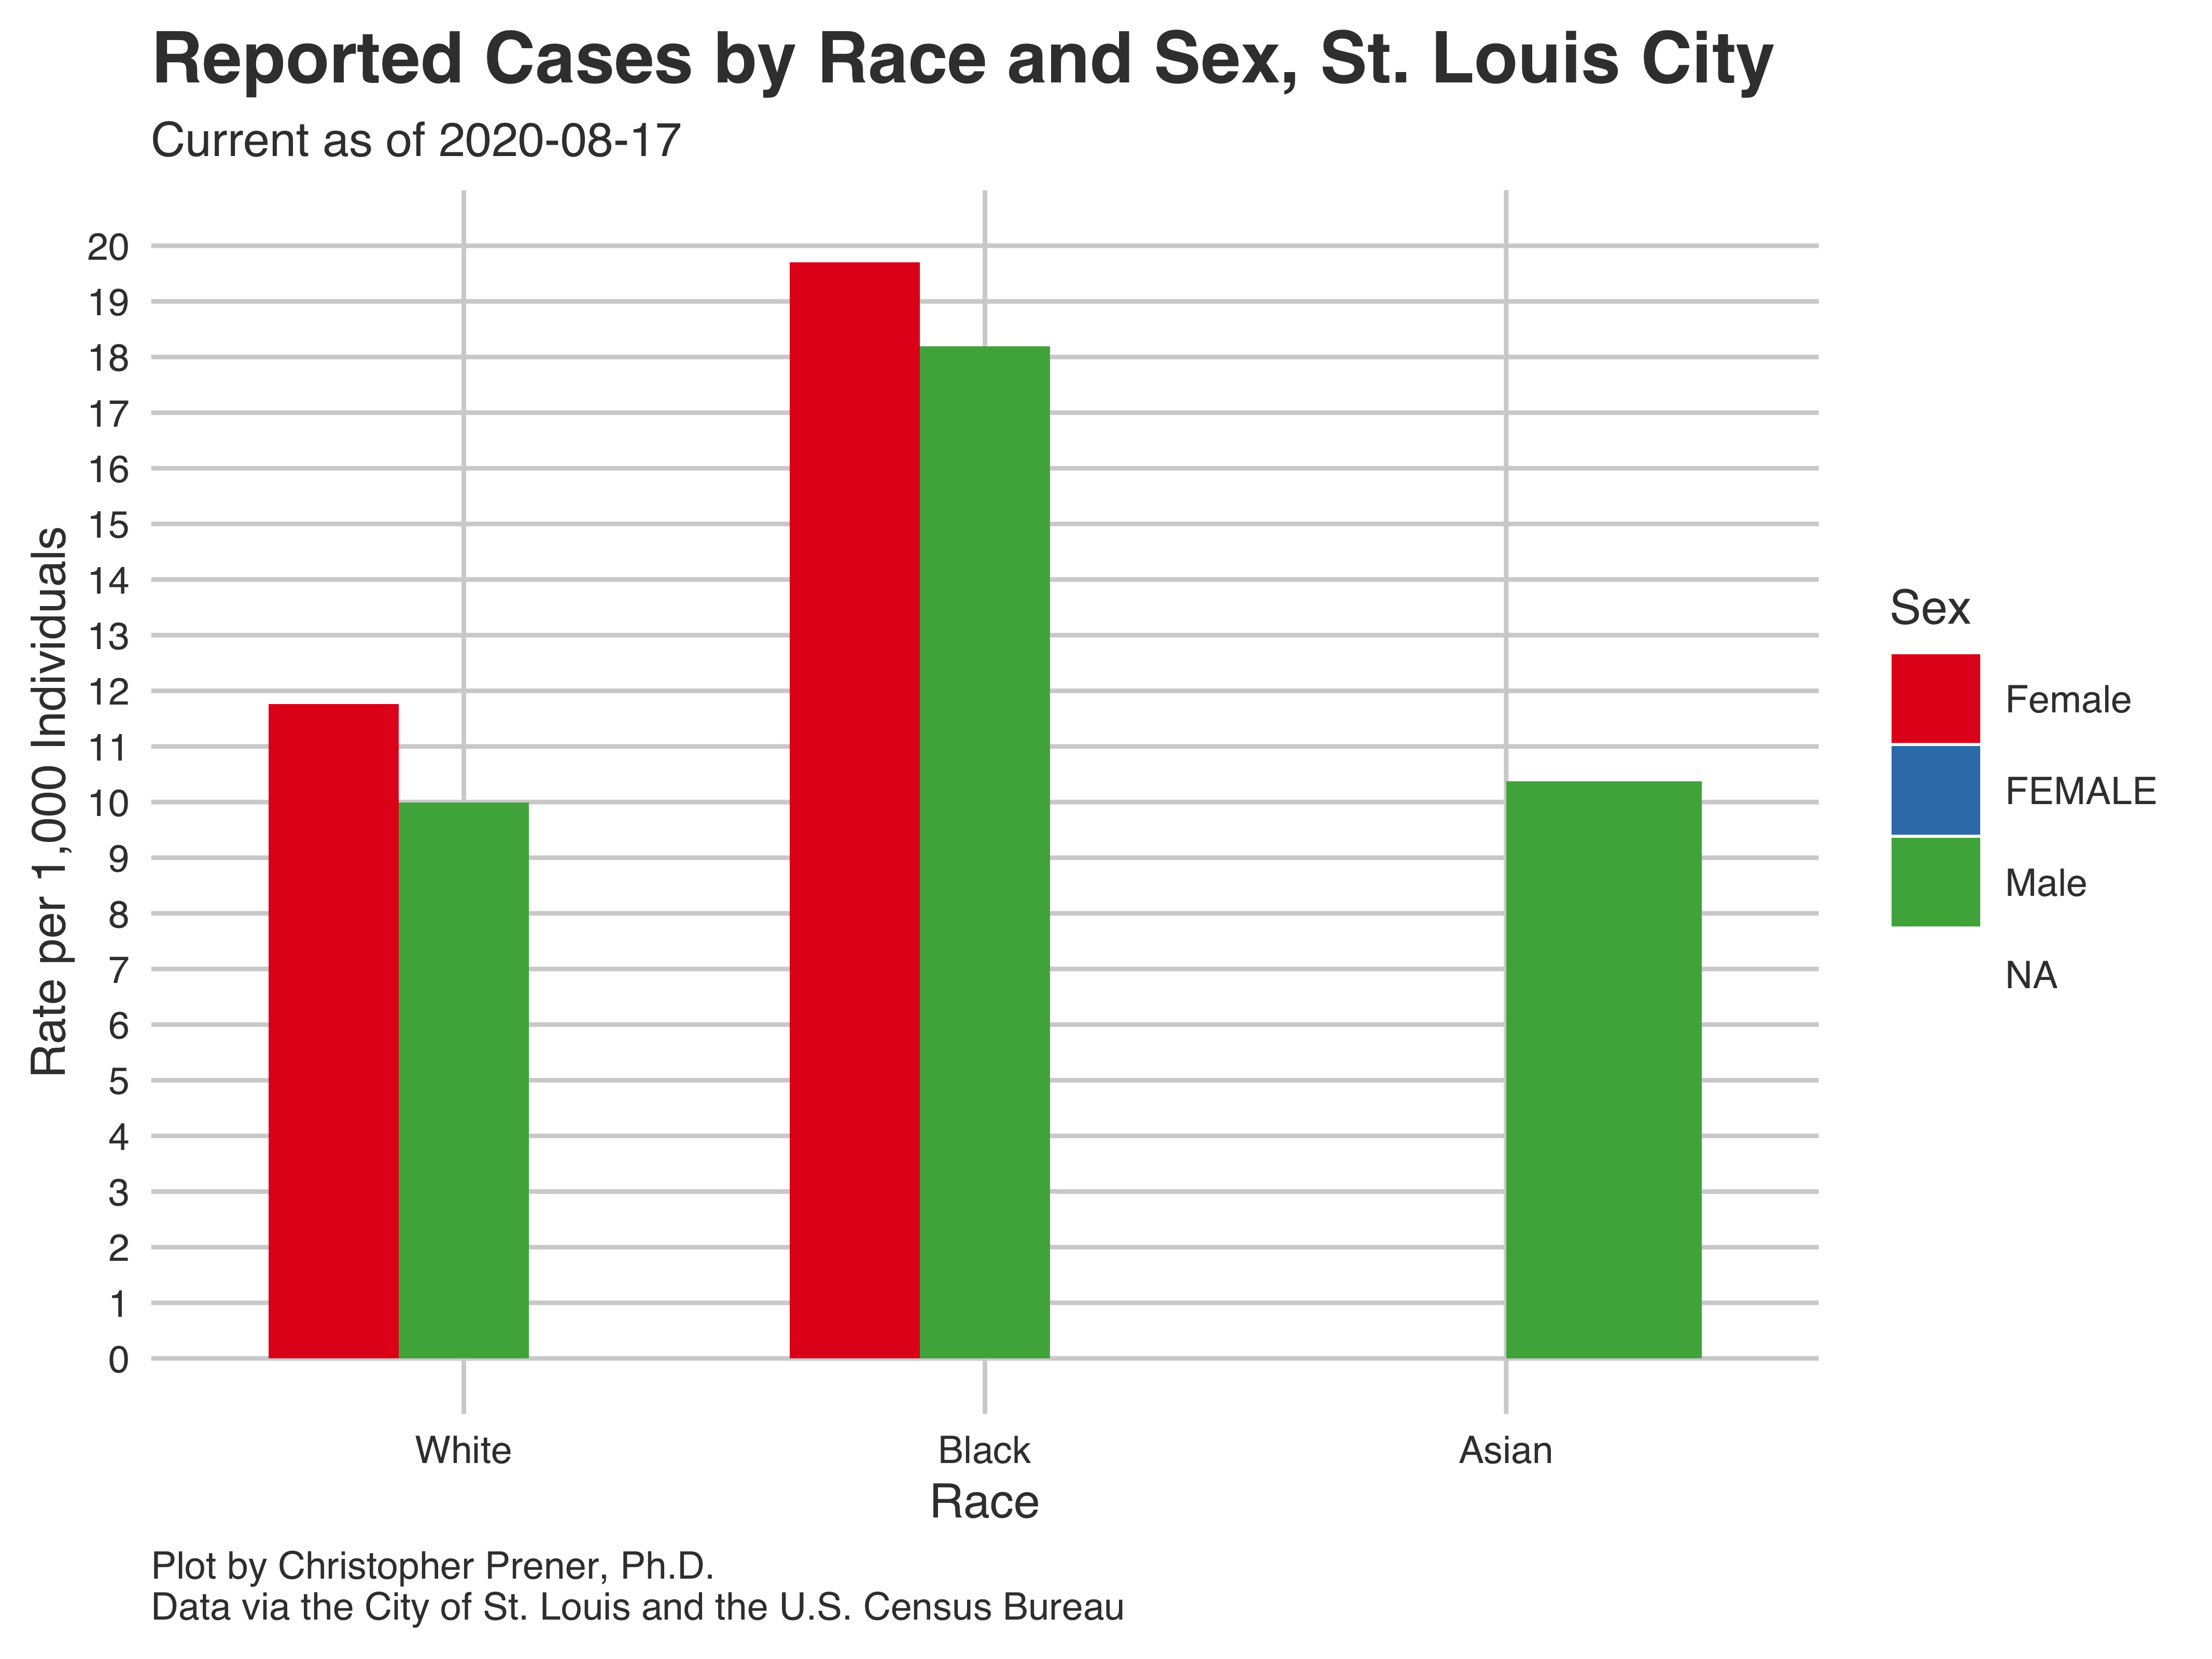 Reported Cases by Race and Sex, St. Louis City
Current as of 2020-08-17
20
19
18
17
16
15
14
13
12
11
10
9
8
7
6
5
4
3
2
1
0
Rate per 1,000 Individuals
White
Black
Asian
Race
Sex
Female
FEMALE
Male
NA
Plot by Christopher Prener, Ph.D.
Data via the City of St. Louis and the U.S. Census Bureau